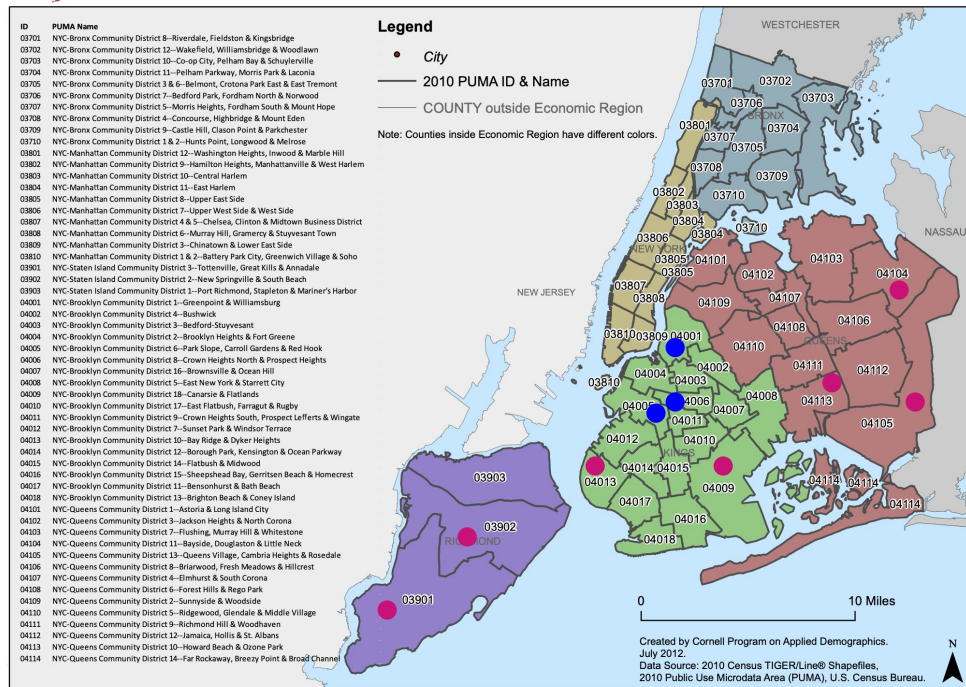 ID PUMA Name
03701 NYC-Bronx Community District 8--Riverdale, Fieldston & Kingsbridge
03702 NYC-Bronx Community District 12--Wakefield, Williamsbridge & Woodlawn
03703 NYC-Bronx Community District 10--Co-op City, Pelham Bay & Schuylerville
03704 NYC-Bronx Community District 11--Pelham Parkway, Morris Park & Laconia
03705 NYC-Bronx Community District 3 & 6--Belmont, Crotona Park East & East Tremont
03706 NYC-Bronx Community District 7--Bedford Park, Fordham North & Norwood
03707 NYC-Bronx Community District 5--Morris Heights, Fordham South & Mount Hope
03708 NYC-Bronx Community District 4--Concourse, Highbridge & Mount Eden
03709 NYC-Bronx Community District 9--Castle Hill, Clason Point & Parkchester
03710 NYC-Bronx Community District 1 & 2--Hunts Point, Longwood & Melrose
03801 NYC-Manhattan Community District 12--Washington Heights, Inwood & Marble Hill
03802 NYC-Manhattan Community District 9--Hamilton Heights, Manhattanville & West Harlem
03803 NYC-Manhattan Community District 10--Central Harlem
03804 NYC-Manhattan Community District 11--East Harlem
03805 NYC-Manhattan Community District 8--Upper East Side
03806 NYC-Manhattan Community District 7--Upper West Side & West Side
03807 NYC-Manhattan Community District 4 & 5--Chelsea, Clinton & Midtown Business District
03808 NYC-Manhattan Community District 6--Murray Hill, Gramercy & Stuyvesant Town
03809 NYC-Manhattan Community District 3--Chinatown & Lower East Side
03810 NYC-Manhattan Community District 1 & 2--Battery Park City, Greenwich Village & Soho
03901 NYC-Staten Island Community District 3--Tottenville, Great Kills & Annadale
03902 NYC-Staten Island Community District 2--New Springville & South Beach
03903 NYC-Staten Island Community District 1--Port Richmond, Stapleton & Mariner's Harbor
04001 NYC-Brooklyn Community District 1--Greenpoint & Williamsburg
04002 NYC-Brooklyn Community District 4--Bushwick
04003 NYC-Brooklyn Community District 3--Bedford-Stuyvesant
04004 NYC-Brooklyn Community District 2--Brooklyn Heights & Fort Greene
04005 NYC-Brooklyn Community District 6--Park Slope, Carroll Gardens & Red Hook
04006 NYC-Brooklyn Community District 8--Crown Heights North & Prospect Heights
04007 NYC-Brooklyn Community District 16--Brownsville & Ocean Hill
04008 NYC-Brooklyn Community District 5--East New York & Starrett City
04009 NYC-Brooklyn Community District 18--Canarsie & Flatlands
04010 NYC-Brooklyn Community District 17--East Flatbush, Farragut & Rugby
04011 NYC-Brooklyn Community District 9--Crown Heights South, Prospect Lefferts & Wingate
04012 NYC-Brooklyn Community District 7--Sunset Park & Windsor Terrace
04013 NYC-Brooklyn Community District 10--Bay Ridge & Dyker Heights
04014 NYC-Brooklyn Community District 12--Borough Park, Kensington & Ocean Parkway
04015 NYC-Brooklyn Community District 14--Flatbush & Midwood
04016 NYC-Brooklyn Community District 15--Sheepshead Bay, Gerritsen Beach & Homecrest
04017 NYC-Brooklyn Community District 11--Bensonhurst & Bath Beach
04018 NYC-Brooklyn Community District 13--Brighton Beach & Coney Island
04101 NYC-Queens Community District 1--Astoria & Long Island City
04102 NYC-Queens Community District 3--Jackson Heights & North Corona
04103 NYC-Queens Community District 7--Flushing, Murray Hill & Whitestone
04104 NYC-Queens Community District 11--Bayside, Douglaston & Little Neck
04105 NYC-Queens Community District 13--Queens Village, Cambria Heights & Rosedale
04106 NYC-Queens Community District 8--Briarwood, Fresh Meadows & Hillcrest
04107 NYC-Queens Community District 4--Elmhurst & South Corona
04108 NYC-Queens Community District 6--Forest Hills & Rego Park
04109 NYC-Queens Community District 2--Sunnyside & Woodside
04110 NYC-Queens Community District 5--Ridgewood, Glendale & Middle Village
04111 NYC-Queens Community District 9--Richmond Hill & Woodhaven
04112 NYC-Queens Community District 12--Jamaica, Hollis & St. Albans
04113 NYC-Queens Community District 10--Howard Beach & Ozone Park
04114 NYC-Queens Community District 14--Far Rockaway, Breezy Point & Broad Channel
Legend
City
2010 PUMA ID & Name
COUNTY outside Economic Region
Note: Counties inside Economic Region have different colors.
WESTCHESTER
03701
03702
03703
03706
BRONX
03801
03707
03704
03705
03708
03709
03710
03802
03803
03804
03804
03710
NASSAU
03806
NEW YORK
03805
03805
04101
04102
04103
04104
NEW JERSEY
03807
03808
04109
04107
04106
04108
QUEENS
03810
03809
04001
04110
04111
04112
04002
04004
04003
03810
04008
04113
04005
4006
04007
04011
04105
04012
04010
KINGS
04013
04014
04015
04009
04114
04114
04114
04017
04016
04018
03903
03902
RICHMOND
03901
0 10 Miles
Created by Cornell Program on Applied Demographics.
July 2012.
Data Source: 2010 Census TIGER/Line® Shapefiles,
2010 Public Use Microdata Area (PUMA), U.S. Census Bureau.
N